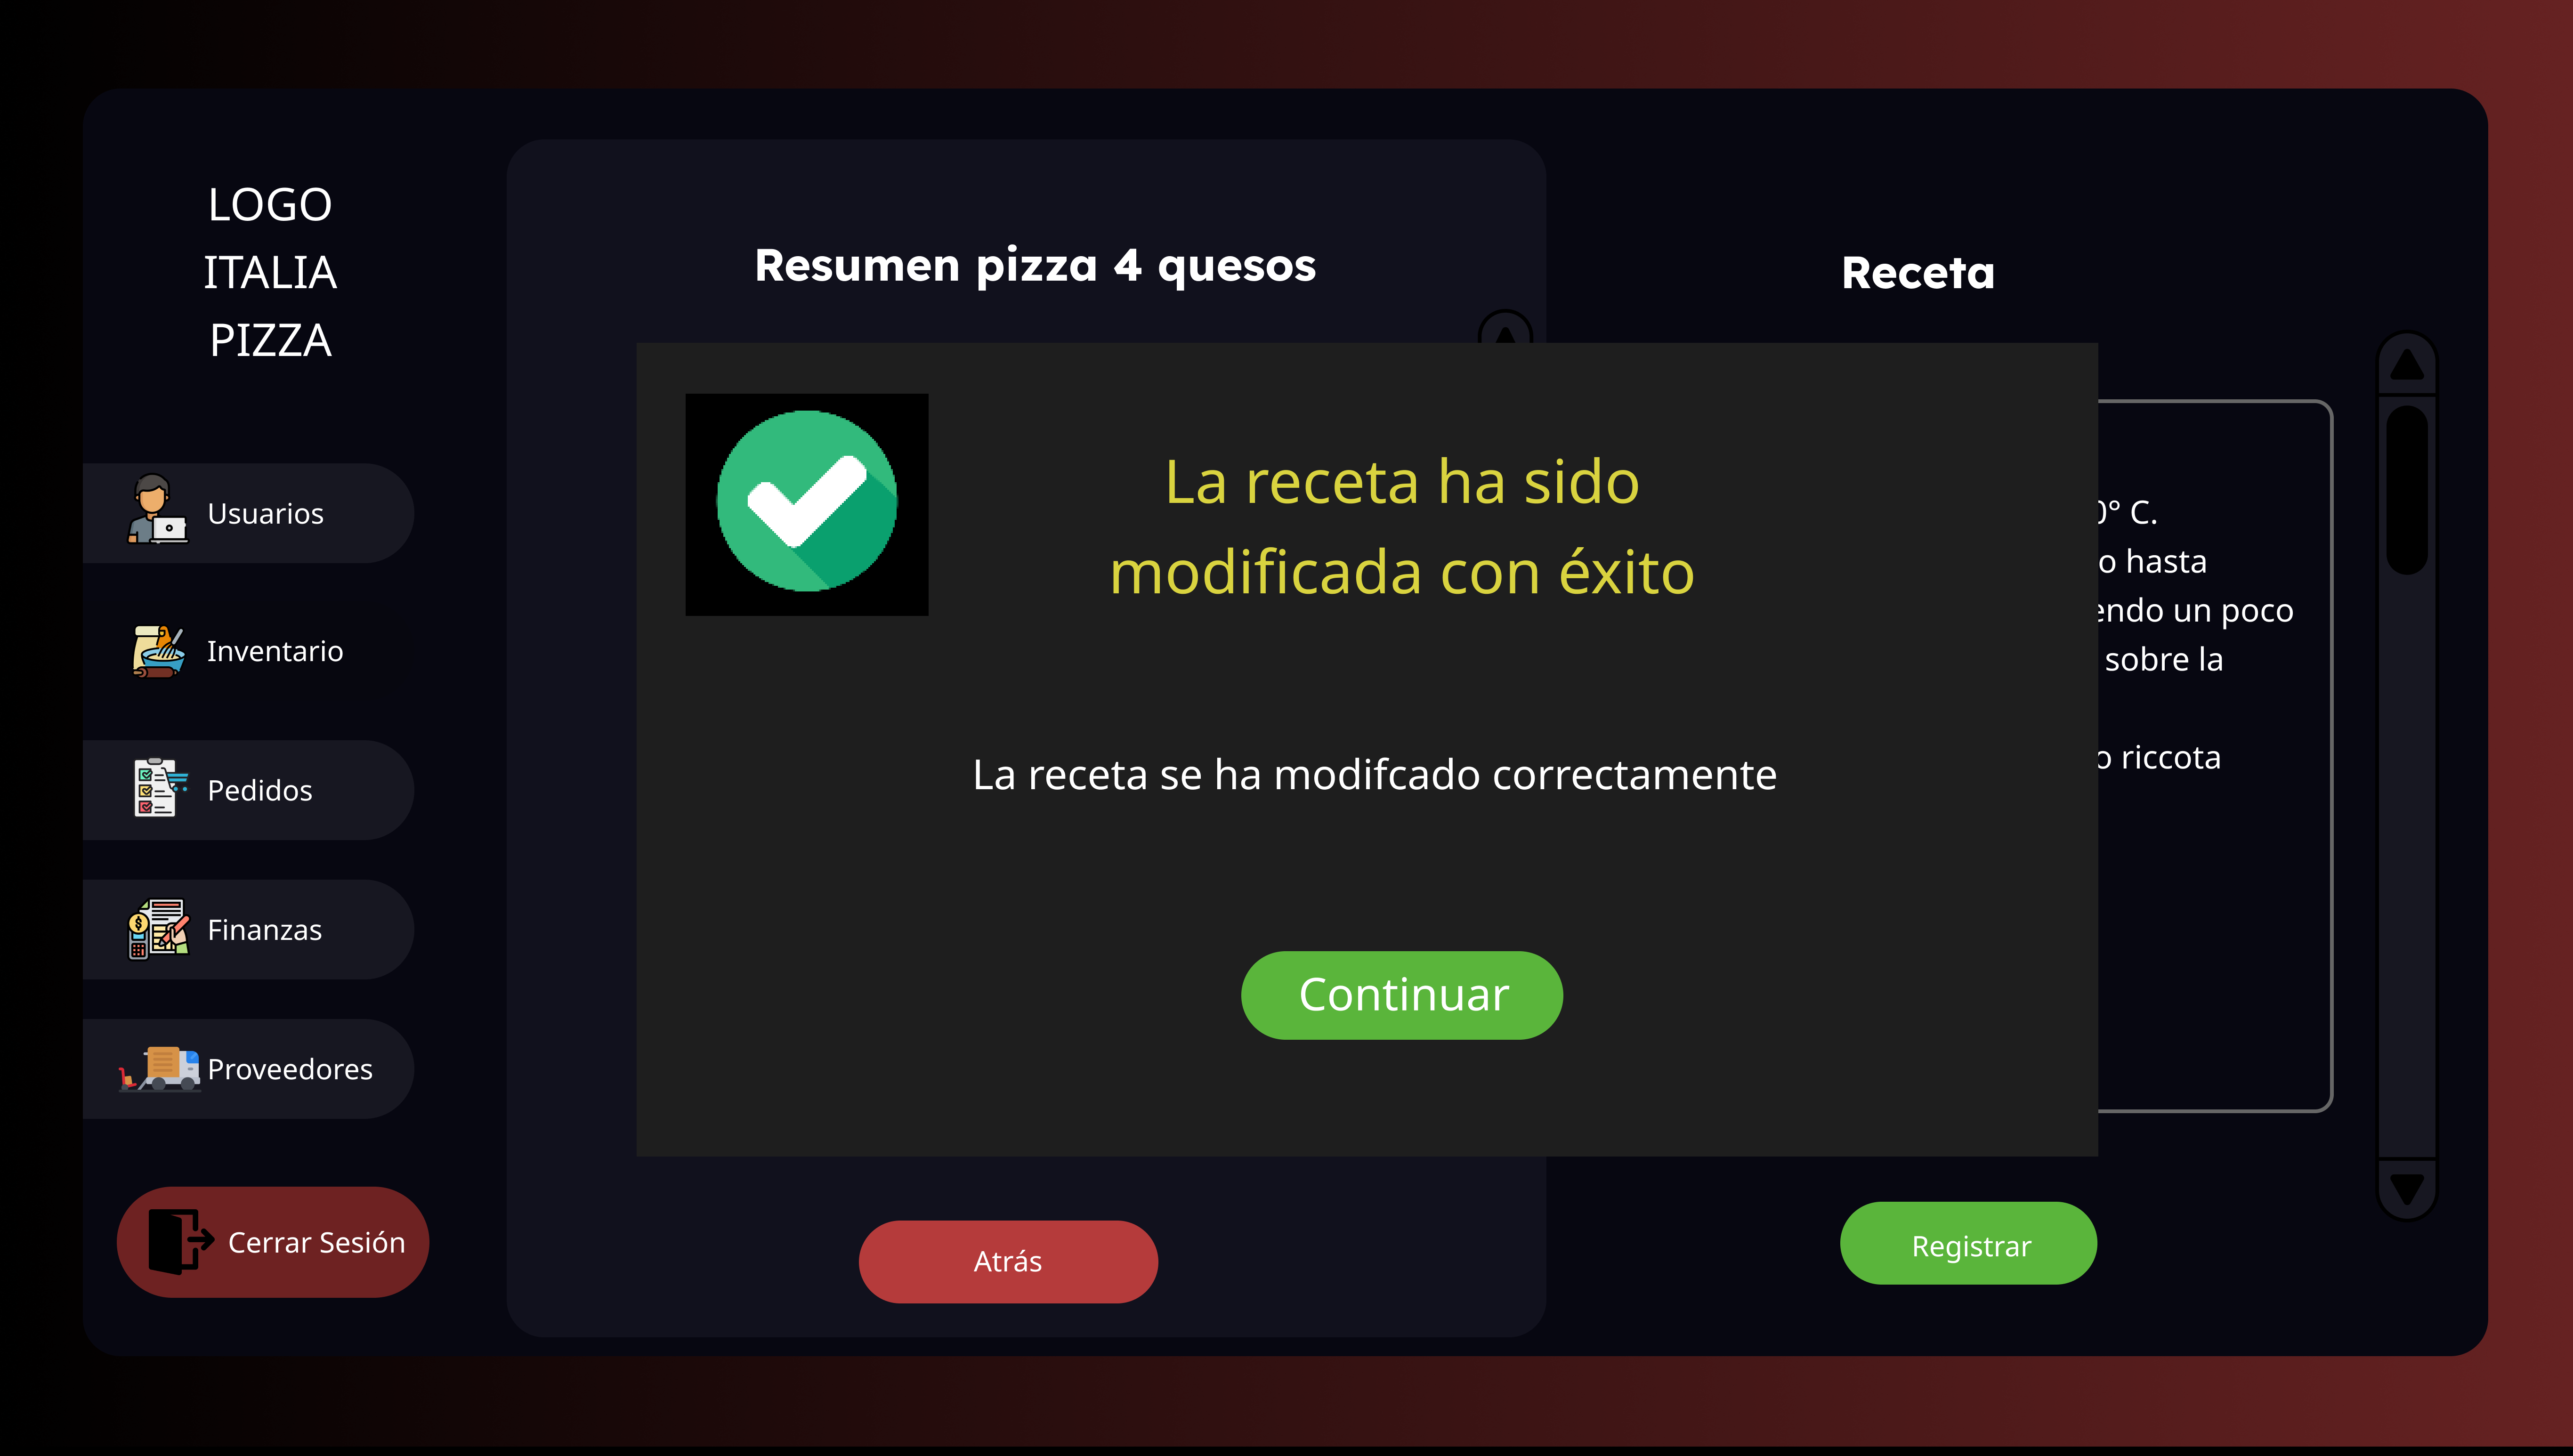 LOGO
ITALIA
PIZZA
Usuarios
Inventario
Pedidos
Finanzas
Proveedores
Cerrar Sesión
Resumen pizza 4 quesos
La receta ha sido
modificada con éxito
La receta se ha modifcado correctamente
Continuar
Atrás
Receta
° C.
hasta
un poco
sobre la
riccota
Registrar